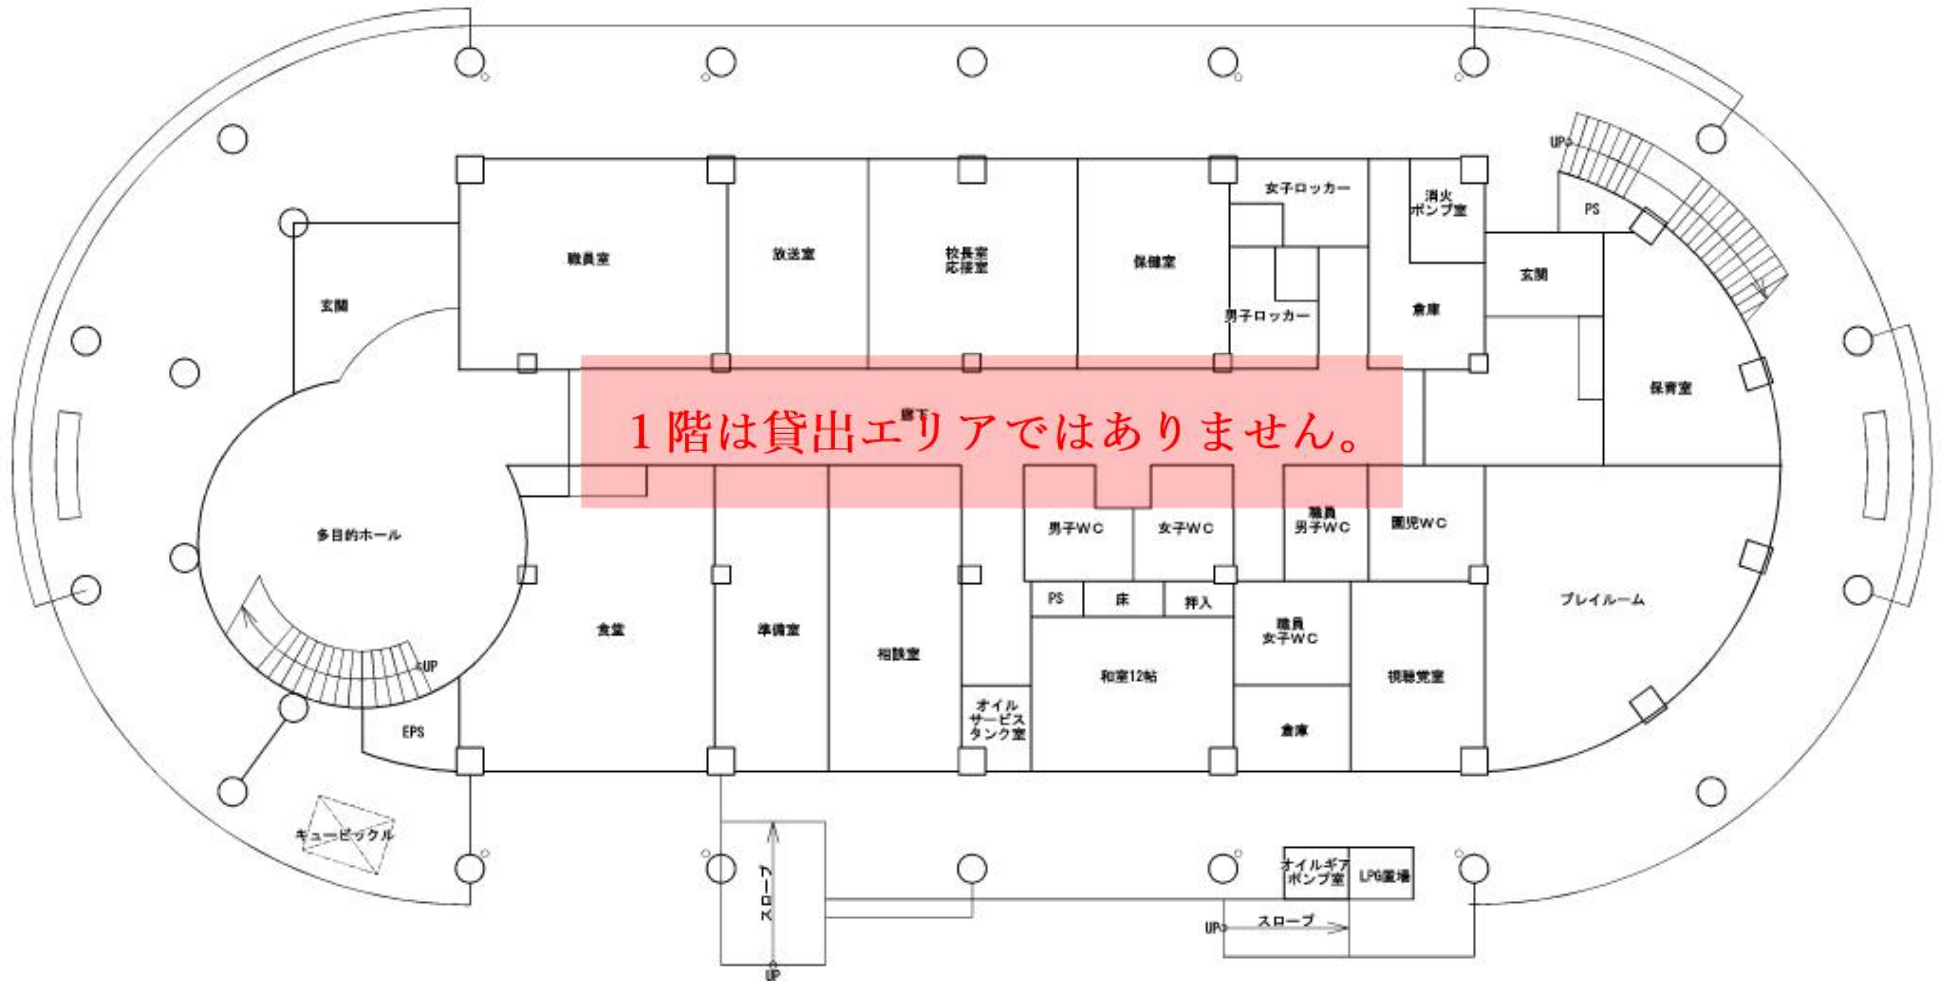 UP
女子ロッカー
消火
ポンプ室
PS
職員室
放送室
校長室
応接室
保健室
玄関
玄関
男子ロッカー
倉庫
保育室
廊下
1階は貸出エリアではありません。
多目的ホール
男子WC
女子WC
職員
男子WC
園児WC
PS
床
押入
プレイルーム
食堂
準備室
相談室
職員
女子WC
和室12帖
視聴覚室
UP
EPS
オイル
サービス
タンク室
倉庫
キュービックル
スロープ
UP
オイルギア
ポンプ室
LPG置場
UP
スロープ